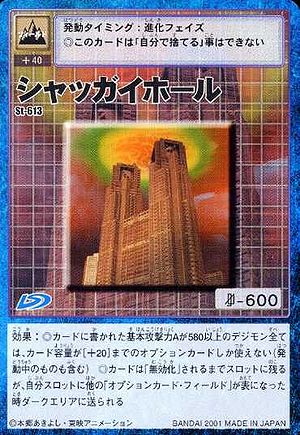 発動タイミング：進化フェイズ
◎このカードは「自分で捨てる」事はできない
+40
シャッガイホール
St-613
-600
効果：◎カードに書かれた基本攻撃力Aが580以上のデジモン全て
は、カード容量が［+20］までのオプションカードしか使えない（発
動中のものも含む）　◎カードは「無効化」されるまでスロットに残る
が、自分スロットに他の「オプションカード・フィールド」が表になった
時ダークエリアに送られる
©本郷あきよし・東映アニメーション
BANDAI 2001 MADE IN JAPAN